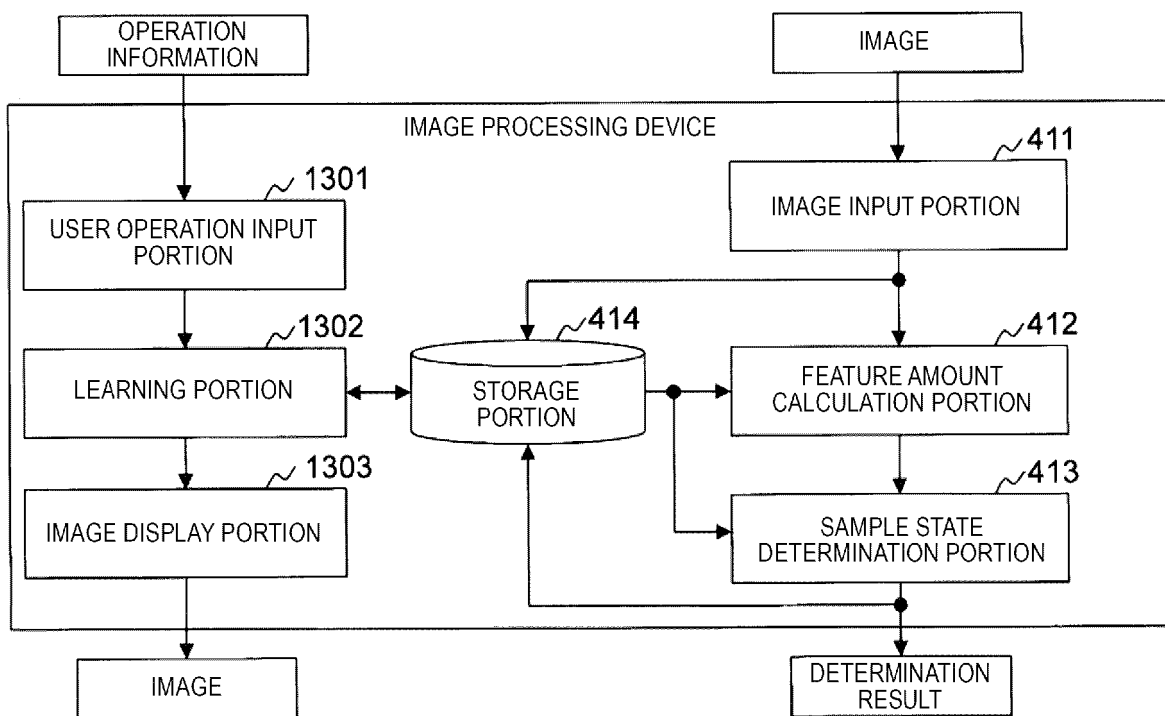 OPERATION
INFORMATION
IMAGE
IMAGE PROCESSING DEVICE
1301
USER OPERATION INPUT
PORTION
411
IMAGE INPUT PORTION
1302
LEARNING PORTION
414
STORAGE
PORTION
412
FEATURE AMOUNT
CALCULATION PORTION
1303
IMAGE DISPLAY PORTION
413
SAMPLE STATE
DETERMINATION PORTION
IMAGE
DETERMINATION
RESULT